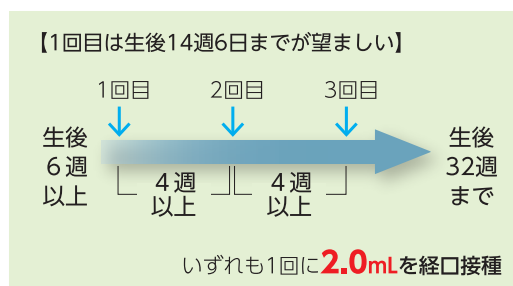 【1回目は生後14週6日までが望ましい】
1回目 2回目 3回目
生後
6週
以上
4週
以上
4週
以上
生後
32週
まで
いずれも1回に2.0mLを経口接種